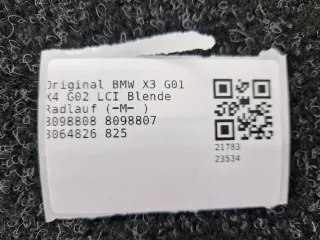 Original BMW X3 G01
X4 G02 LCI Blende
Radlauf (-M- )
8098808 8098807
8064826 825
21783
23534